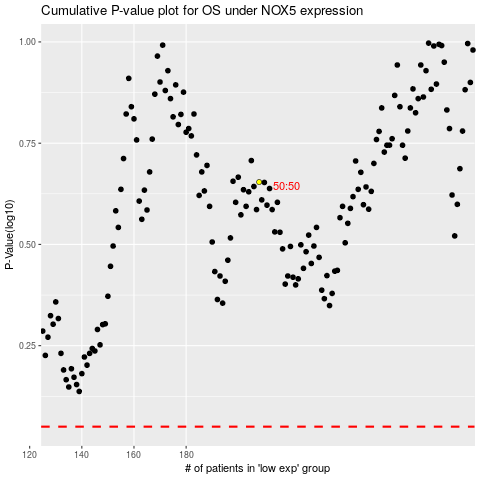 Cumulative P-value plot for OS under NOX5 expression
P-Value(log10)
1.00
0.75
0.50
0.25
50:50
120 140 160 180
# of patients in 'low exp' group